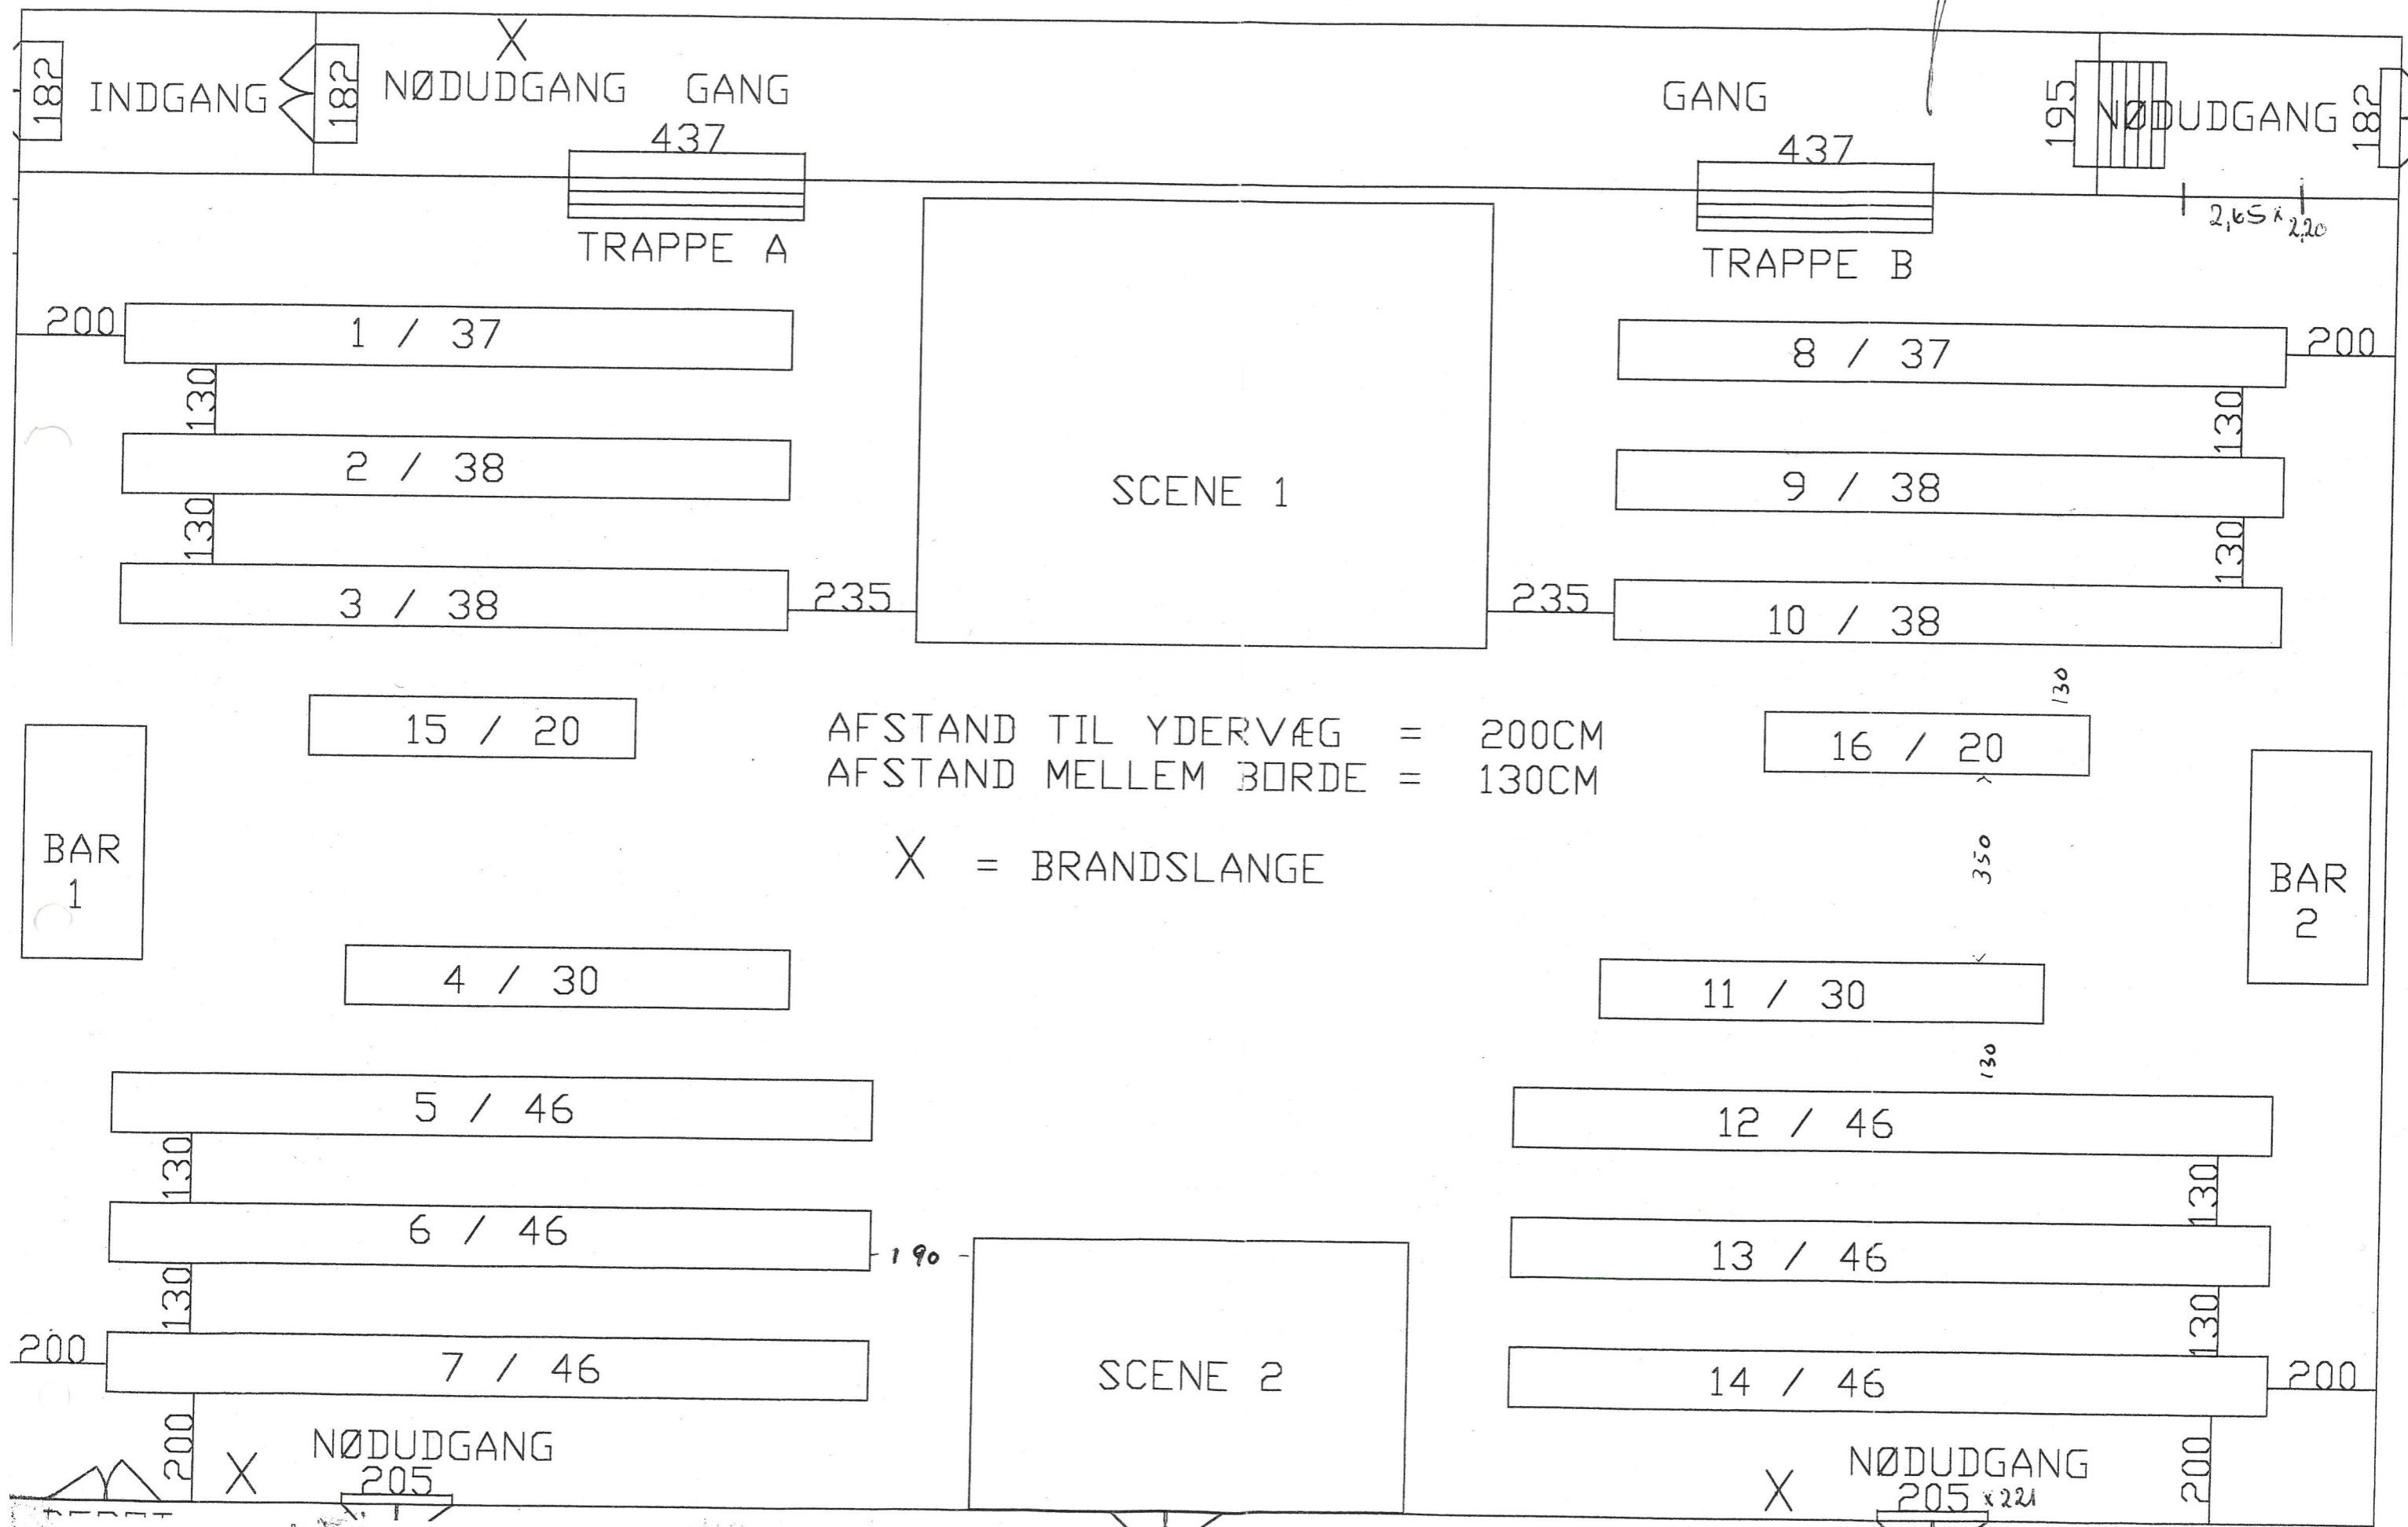 182
INDGANG
182
X
NØDUDGANG
GANG
437
GANG
437
195
NØDUDGANG
182
TRAPPE A
TRAPPE B
2,65 x 2,20
200
1 / 37
8 / 37
200
130
130
2 / 38
9 / 38
SCENE 1
130
130
3 / 38
235
235
10 / 38
130
15 / 20
16 / 20
AFSTAND TIL YDERVÆG = 200CM
AFSTAND MELLEM BORDE = 130CM
X = BRANDSLANGE
350
BAR
1
BAR
2
4 / 30
11 / 30
130
5 / 46
12 / 46
130
130
6 / 46
190
13 / 46
130
130
200
7 / 46
SCENE 2
14 / 46
200
200
X
NØDUDGANG
205
X
NØDUDGANG
205 x 221
200